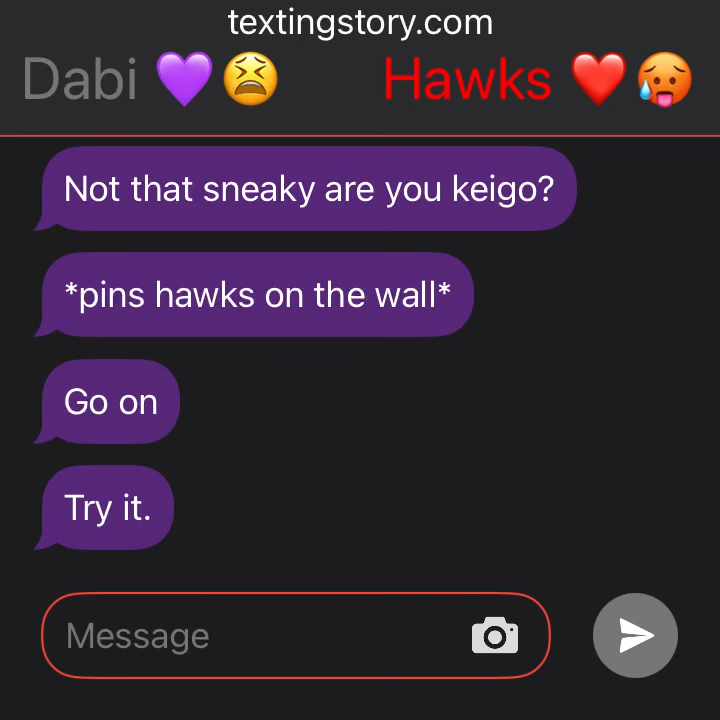 textingstory.com
Dabi 💜😫 Hawks ❤️🥵
Not that sneaky are you keigo?
*pins hawks on the wall*
Go on
Try it.
Message